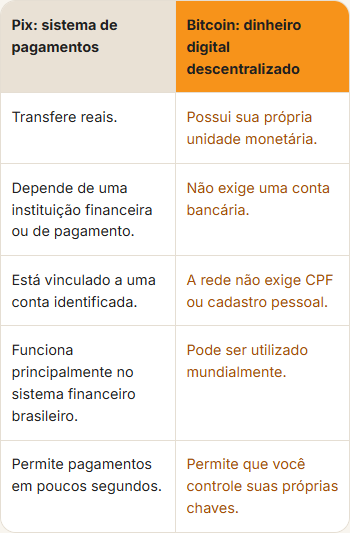 Pix: sistema de
pagamentos
Bitcoin: dinheiro
digital
descentralizado
Transfere reais.
Possui sua própria
unidade monetária.
Depende de uma
instituição financeira
ou de pagamento.
Não exige uma conta
bancária.
Está vinculado a uma
conta identificada.
A rede não exige CPF
ou cadastro pessoal.
Funciona
principalmente no
sistema financeiro
brasileiro.
Pode ser utilizado
mundialmente.
Permite pagamentos
em poucos segundos.
Permite que você
controle suas próprias
chaves.